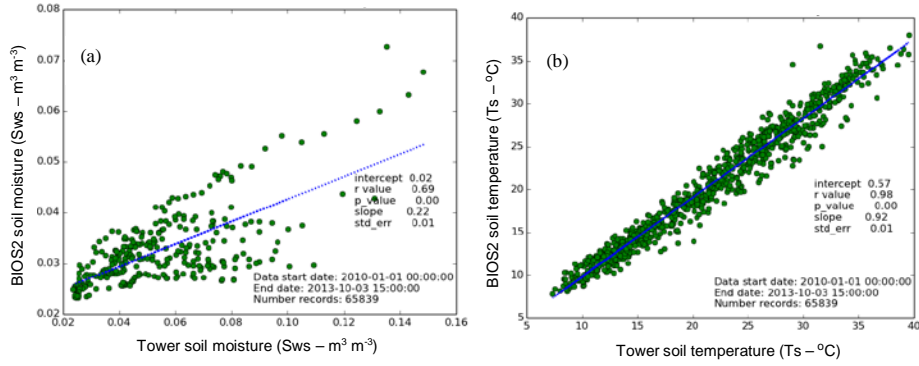 (a)
BIOS2 soil moisture (Sws – m³ m⁻³)
0.08
0.07
0.06
0.05
0.04
0.03
0.02
intercept 0.02
r value 0.69
p_value 0.00
slope 0.22
std_err 0.01
Data start date: 2010-01-01 00:00:00
End date: 2013-10-03 15:00:00
Number records: 65839
0.02 0.04 0.06 0.08 0.10 0.12 0.14 0.16
Tower soil moisture (Sws – m³ m⁻³)
(b)
BIOS2 soil temperature (Ts – ⁰C)
40
35
30
25
20
15
10
5
intercept 0.57
r value 0.98
p_value 0.00
slope 0.92
std_err 0.01
Data start date: 2010-01-01 00:00:00
End date: 2013-10-03 15:00:00
Number records: 65839
5 10 15 20 25 30 35 40
Tower soil temperature (Ts – ⁰C)